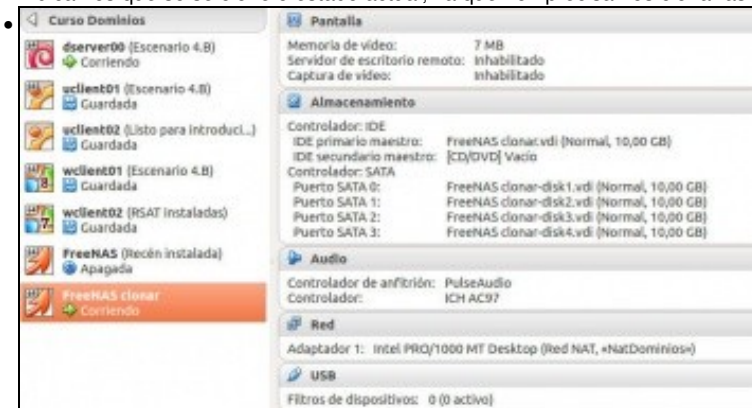 Curso Dominios
dserver00 (Escenario 4.B)
Corriendo
uclient01 (Escenario 4.B)
Guardada
uclient02 (Listo para introduci...)
Guardada
wclient01 (Escenario 4.B)
Guardada
wclient02 (RSAT Instaladas)
Guardada
FreeNAS (Recén instalada)
Apagada
FreeNAS clonar
Corriendo
Pantalla
Memoria de vídeo: 7 MB
Servidor de escritorio remoto: Inhabilitado
Captura de vídeo: Inhabilitado
Almacenamiento
Controlador: IDE
IDE primario maestro: FreeNAS clonar.vdi (Normal, 10,00 GB)
IDE secundario maestro: [CD/DVD] Vacío
Controlador: SATA
Puerto SATA 0: FreeNAS clonar-disk1.vdi (Normal, 10,00 GB)
Puerto SATA 1: FreeNAS clonar-disk2.vdi (Normal, 10,00 GB)
Puerto SATA 2: FreeNAS clonar-disk3.vdi (Normal, 10,00 GB)
Puerto SATA 3: FreeNAS clonar-disk4.vdi (Normal, 10,00 GB)
Audio
Controlador de anfitrión: PulseAudio
Controlador: ICH AC97
Red
Adaptador 1: Intel PRO/1000 MT Desktop (Red NAT, «NatDominios»)
USB
Filtros de dispositivos: 0 (0 activo)